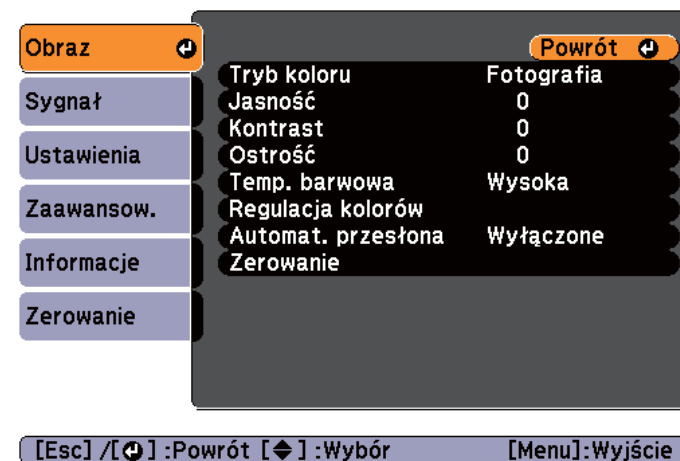 Obraz
Sygnał
Ustawienia
Zaawansow.
Informacje
Zerowanie
Powrót
Tryb koloru Fotografia
Jasność 0
Kontrast 0
Ostrość 0
Temp. barwowa Wysoka
Regulacja kolorów
Automat. przesłona Wyłączone
Zerowanie
[Esc] /[⏎] :Powrót [◆] :Wybór [Menu]:Wyjście